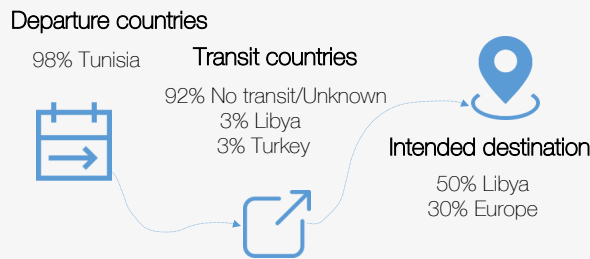 Departure countries
98% Tunisia
Transit countries
92% No transit/Unknown
3% Libya
3% Turkey
Intended destination
50% Libya
30% Europe